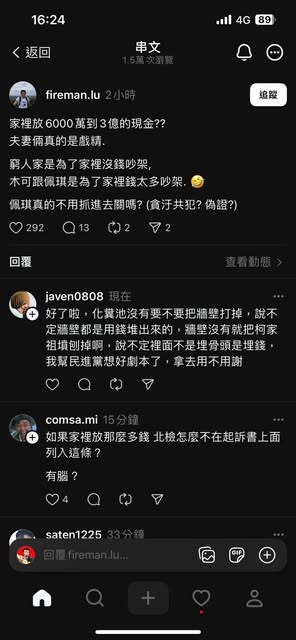 16:24
4G 89
返回
串文
1.5萬 次瀏覽
fireman.lu 2小時
追蹤
家裡放6000萬到3億的現金??
夫妻倆真的是戲精.
窮人家是為了家裡沒錢吵架,
木可跟佩琪是為了家裡錢太多吵架. 🤣
佩琪真的不用抓進去關嗎? (貪汙共犯? 偽證?)
292 13 2 2
回覆
查看動態
javen0808 現在
好了啦，化糞池沒有要不要把牆壁打掉，說不
定牆壁都是用錢堆出來的，牆壁沒有就把柯家
祖墳刨掉啊，說不定裡面不是埋骨頭是埋錢，
我幫民進黨想好劇本了，拿去用不用謝
comsa.mi 15分鐘
如果家裡放那麼多錢 北檢怎麼不在起訴書上面
列入這條？
有腦？
4
saten1225 33分鐘
回覆 fireman.lu...
GIF